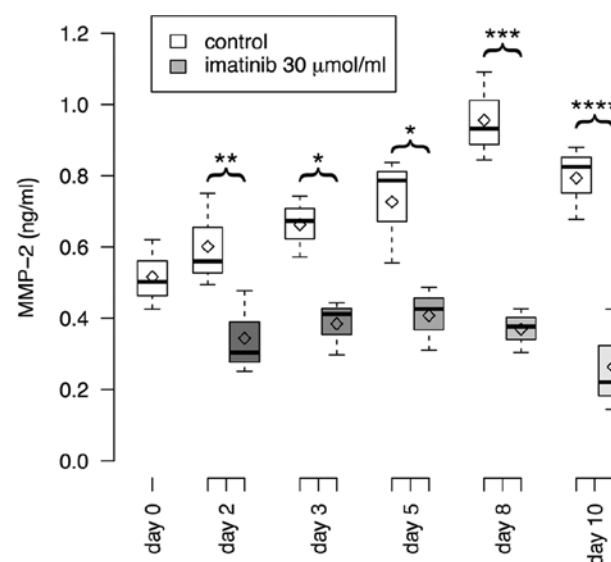 control
imatinib 30 μmol/ml
MMP-2 (ng/ml)
1.2
1.0
0.8
0.6
0.4
0.2
0.0
**
*
*
***
****
day 0
day 2
day 3
day 5
day 8
day 10